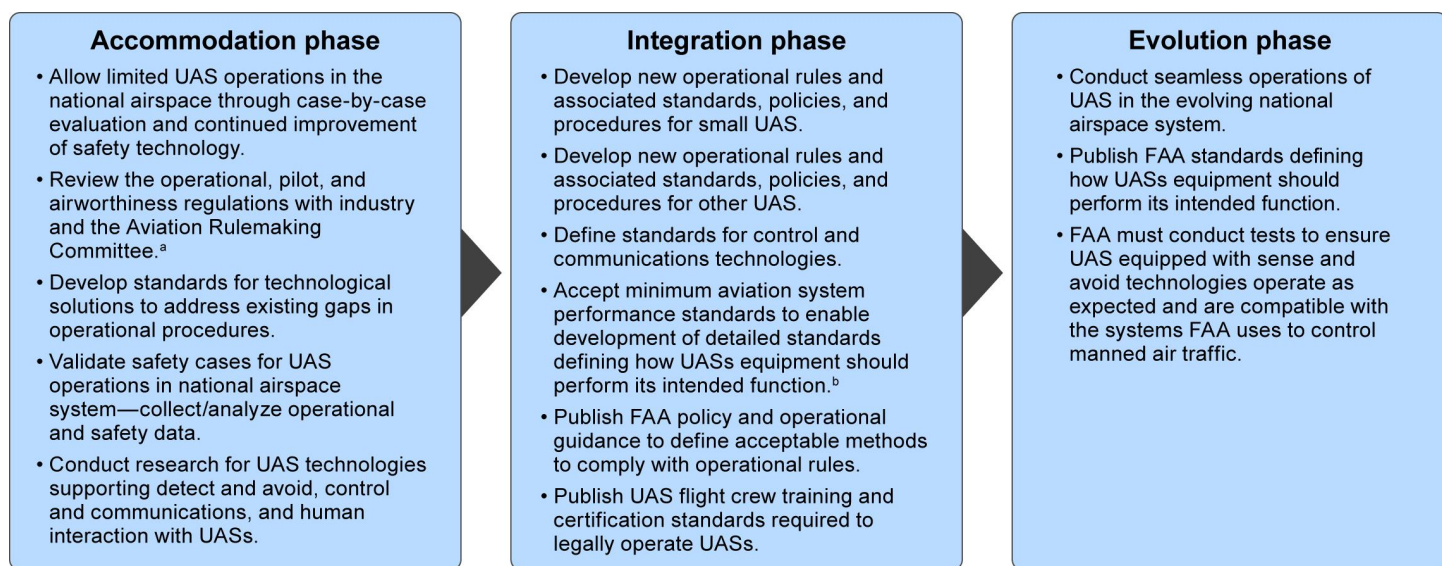 Accommodation phase
• Allow limited UAS operations in the
national airspace through case-by-case
evaluation and continued improvement
of safety technology.
• Review the operational, pilot, and
airworthiness regulations with industry
and the Aviation Rulemaking
Committee.ᵃ
• Develop standards for technological
solutions to address existing gaps in
operational procedures.
• Validate safety cases for UAS
operations in national airspace
system—collect/analyze operational
and safety data.
• Conduct research for UAS technologies
supporting detect and avoid, control
and communications, and human
interaction with UASs.
Integration phase
• Develop new operational rules and
associated standards, policies, and
procedures for small UAS.
• Develop new operational rules and
associated standards, policies, and
procedures for other UAS.
• Define standards for control and
communications technologies.
• Accept minimum aviation system
performance standards to enable
development of detailed standards
defining how UASs equipment should
perform its intended function.ᵇ
• Publish FAA policy and operational
guidance to define acceptable methods
to comply with operational rules.
• Publish UAS flight crew training and
certification standards required to
legally operate UASs.
Evolution phase
• Conduct seamless operations of
UAS in the evolving national
airspace system.
• Publish FAA standards defining
how UASs equipment should
perform its intended function.
• FAA must conduct tests to ensure
UAS equipped with sense and
avoid technologies operate as
expected and are compatible with
the systems FAA uses to control
manned air traffic.